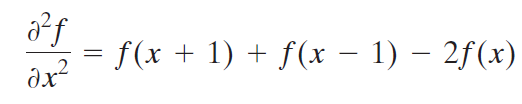 ∂²f/∂x² = f(x + 1) + f(x − 1) − 2f(x)